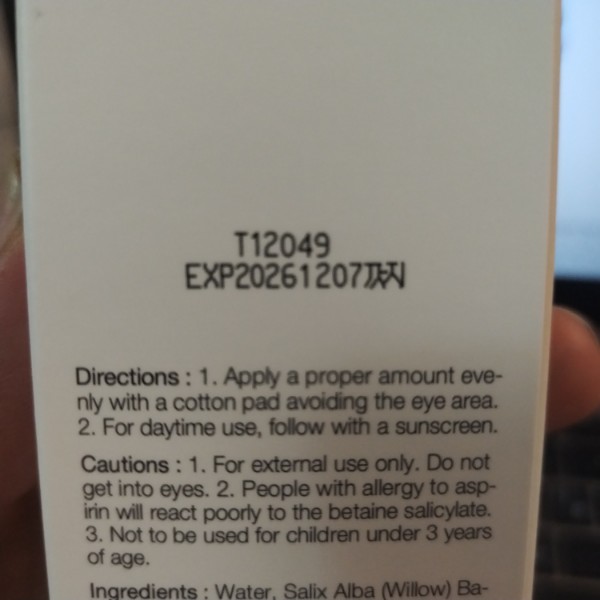 T12049
EXP20261207까지
Directions : 1. Apply a proper amount eve-
nly with a cotton pad avoiding the eye area.
2. For daytime use, follow with a sunscreen.
Cautions : 1. For external use only. Do not
get into eyes. 2. People with allergy to asp-
irin will react poorly to the betaine salicylate.
3. Not to be used for children under 3 years
of age.
Ingredients : Water, Salix Alba (Willow) Ba-